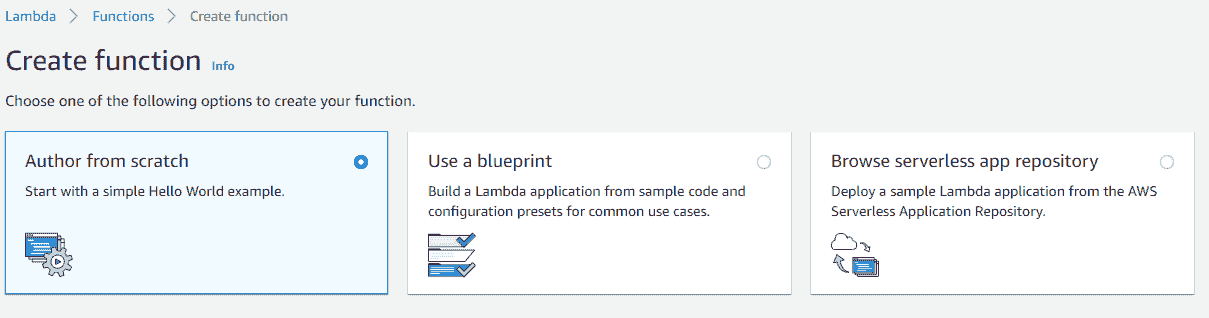 Lambda > Functions > Create function
Create function Info
Choose one of the following options to create your function.
Author from scratch
Start with a simple Hello World example.
Use a blueprint
Build a Lambda application from sample code and
configuration presets for common use cases.
Browse serverless app repository
Deploy a sample Lambda application from the AWS
Serverless Application Repository.